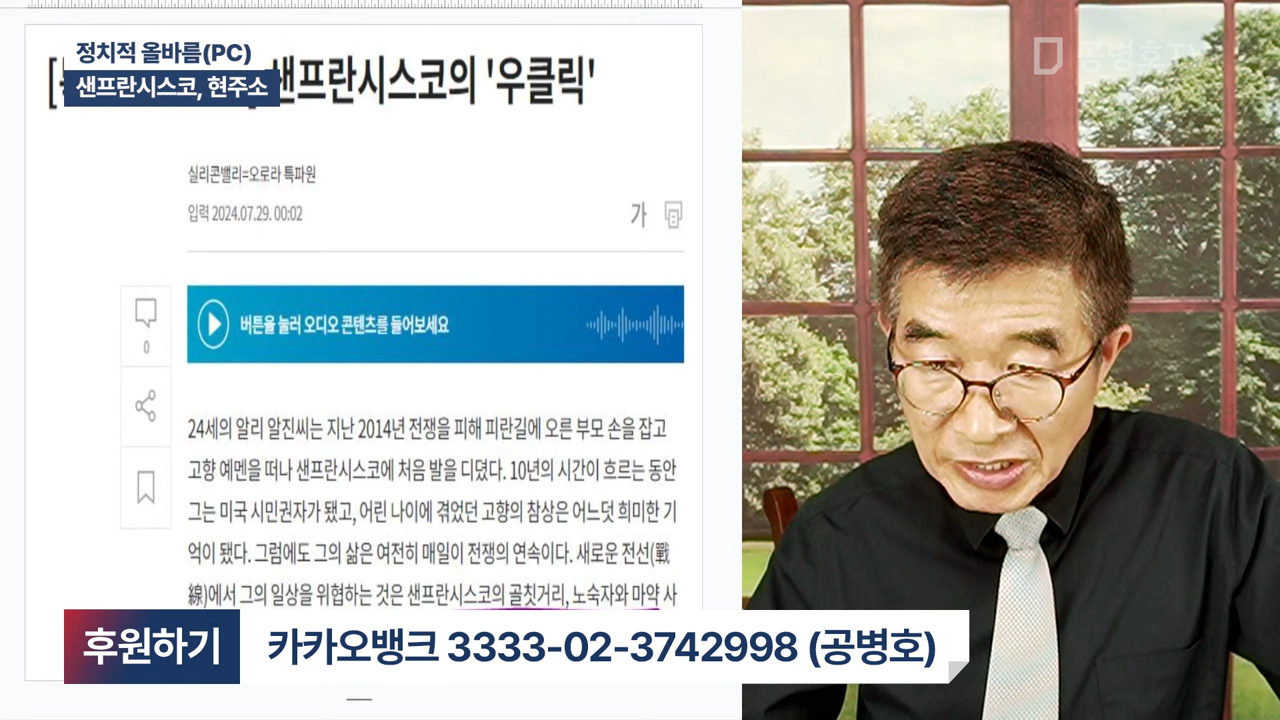 정치적 올바름(PC)
샌프란시스코, 현주소
샌프란시스코의 '우클릭'
공병호TV
실리콘밸리=오로라 특파원
입력 2024.07.29. 00:02
가
버튼을 눌러 오디오 콘텐츠를 들어보세요
0
24세의 알리 알진씨는 지난 2014년 전쟁을 피해 피란길에 오른 부모 손을 잡고
고향 예멘을 떠나 샌프란시스코에 처음 발을 디뎠다. 10년의 시간이 흐르는 동안
그는 미국 시민권자가 됐고, 어린 나이에 겪었던 고향의 참상은 어느덧 희미한 기
억이 됐다. 그럼에도 그의 삶은 여전히 매일이 전쟁의 연속이다. 새로운 전선(戰
線)에서 그의 일상을 위협하는 것은 샌프란시스코의 골칫거리, 노숙자와 마약 사
후원하기
카카오뱅크 3333-02-3742998 (공병호)